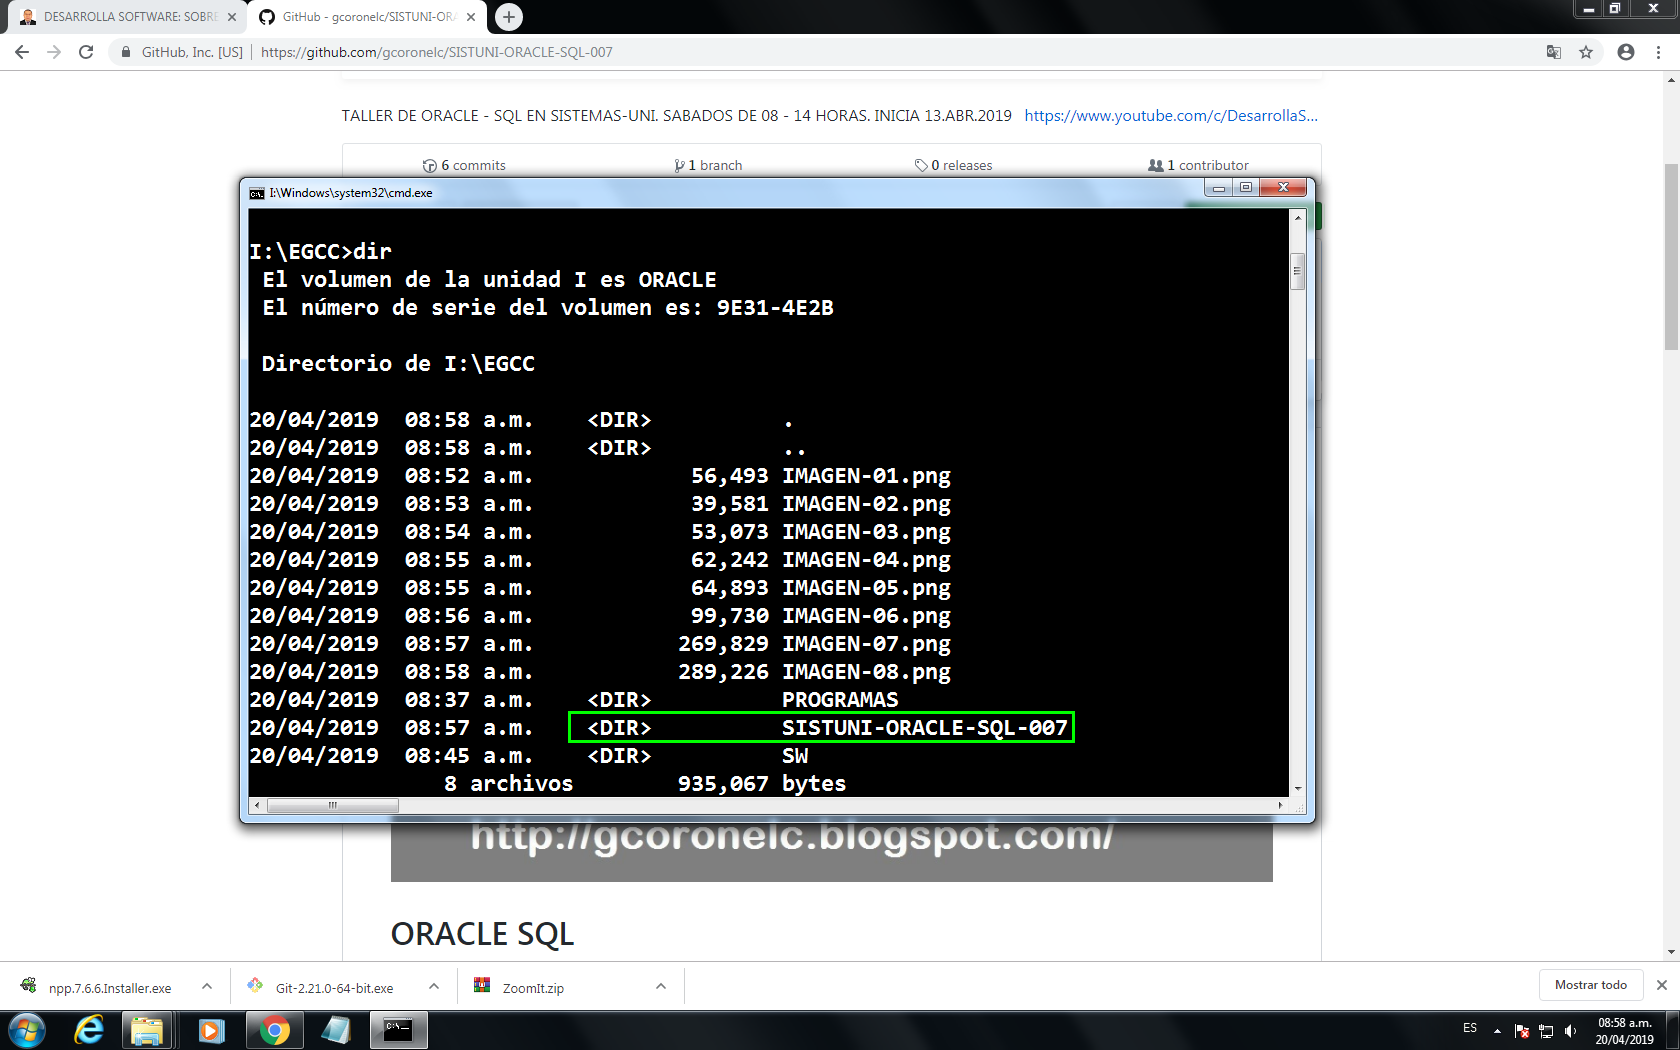 DESARROLLA SOFTWARE: SOBRE
GitHub - gcoronelc/SISTUNI-ORA
GitHub, Inc. [US] | https://github.com/gcoronelc/SISTUNI-ORACLE-SQL-007
TALLER DE ORACLE - SQL EN SISTEMAS-UNI. SABADOS DE 08 - 14 HORAS. INICIA 13.ABR.2019 https://www.youtube.com/c/DesarrollaS...
6 commits 1 branch 0 releases 1 contributor
I:\Windows\system32\cmd.exe
I:\EGCC>dir
El volumen de la unidad I es ORACLE
El número de serie del volumen es: 9E31-4E2B
Directorio de I:\EGCC
20/04/2019 08:58 a.m. <DIR> .
20/04/2019 08:58 a.m. <DIR> ..
20/04/2019 08:52 a.m. 56,493 IMAGEN-01.png
20/04/2019 08:53 a.m. 39,581 IMAGEN-02.png
20/04/2019 08:54 a.m. 53,073 IMAGEN-03.png
20/04/2019 08:55 a.m. 62,242 IMAGEN-04.png
20/04/2019 08:55 a.m. 64,893 IMAGEN-05.png
20/04/2019 08:56 a.m. 99,730 IMAGEN-06.png
20/04/2019 08:57 a.m. 269,829 IMAGEN-07.png
20/04/2019 08:58 a.m. 289,226 IMAGEN-08.png
20/04/2019 08:37 a.m. <DIR> PROGRAMAS
20/04/2019 08:57 a.m. <DIR> SISTUNI-ORACLE-SQL-007
20/04/2019 08:45 a.m. <DIR> SW
8 archivos 935,067 bytes
http://gcoronelc.blogspot.com/
ORACLE SQL
npp.7.6.6.Installer.exe
Git-2.21.0-64-bit.exe
ZoomIt.zip
Mostrar todo
ES
08:58 a.m.
20/04/2019